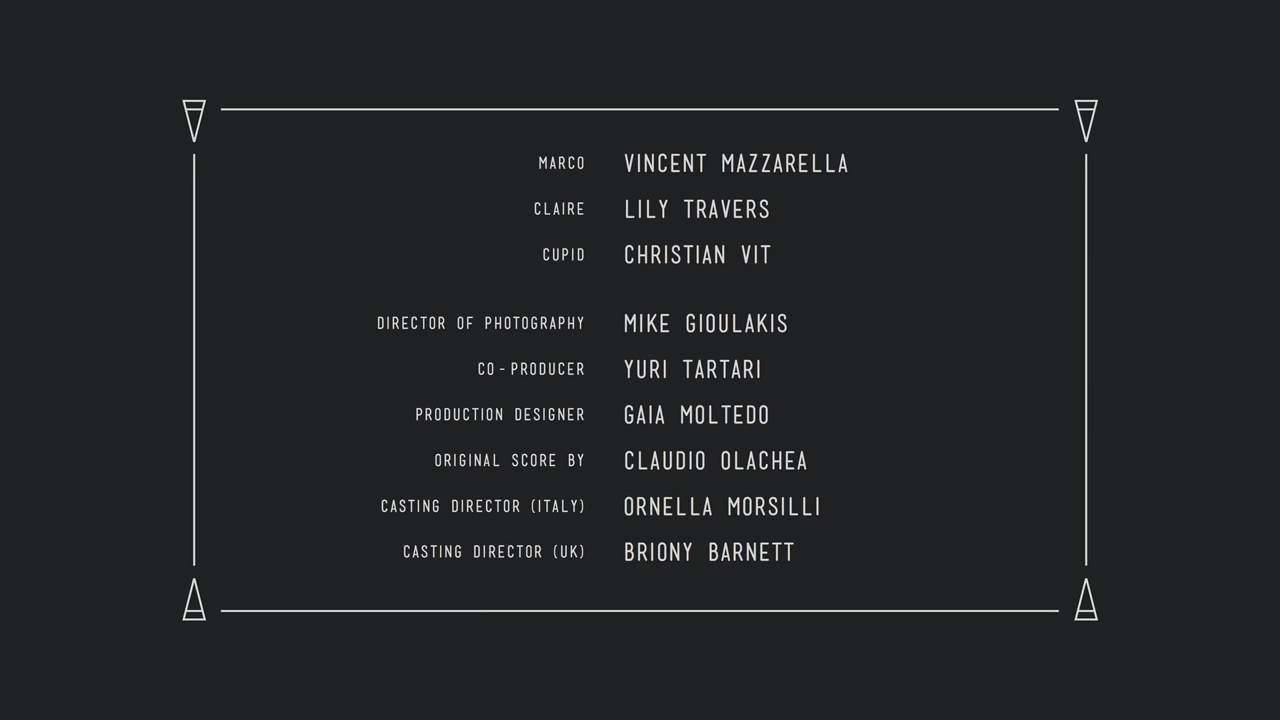 MARCO VINCENT MAZZARELLA
CLAIRE LILY TRAVERS
CUPID CHRISTIAN VIT
DIRECTOR OF PHOTOGRAPHY MIKE GIOULAKIS
CO-PRODUCER YURI TARTARI
PRODUCTION DESIGNER GAIA MOLTEDO
ORIGINAL SCORE BY CLAUDIO OLACHEA
CASTING DIRECTOR (ITALY) ORNELLA MORSILLI
CASTING DIRECTOR (UK) BRIONY BARNETT